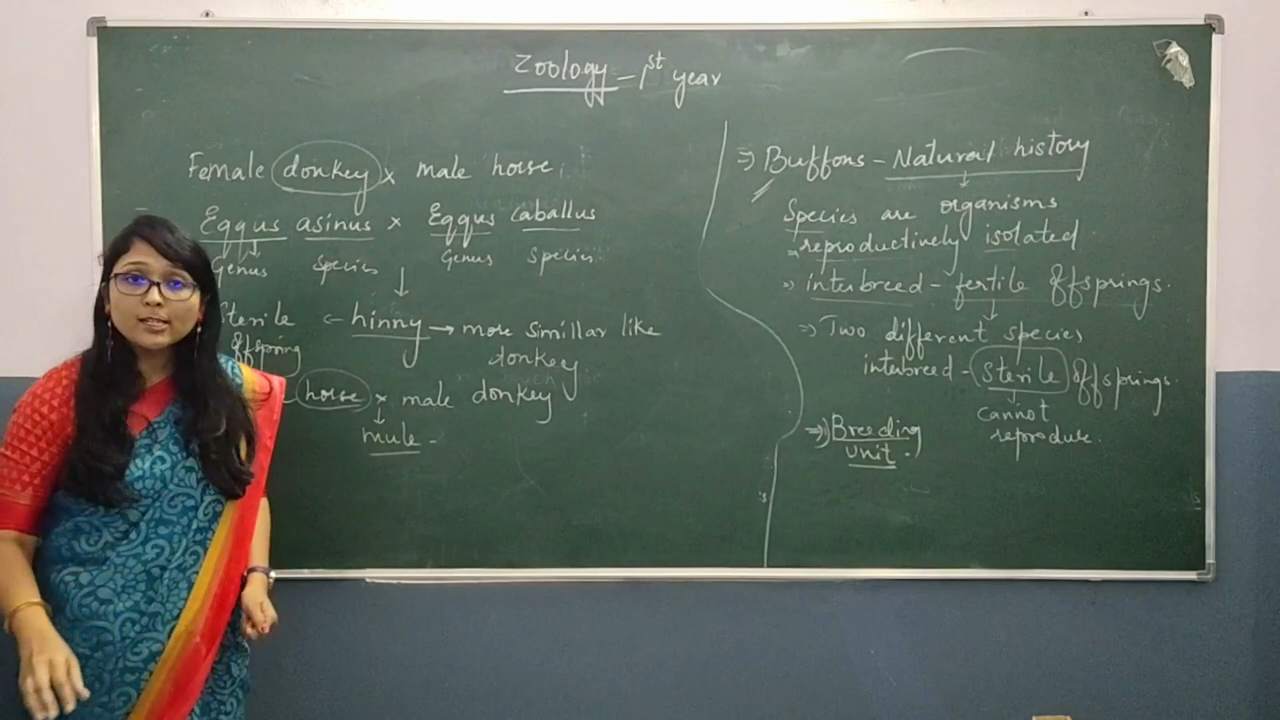 Zoology - 1st year
Female donkey x male horse.
Eqqus asinus x Eqqus caballus
Genus Species Genus Species
↓
Sterile offspring ← hinny → more simillar like donkey
horse x male donkey
↓
mule -
⇒ Buffons - Natural history
↓
Species are organisms
→ reproductively isolated
⇒ interbreed - fertile offsprings.
↓
⇒ Two different species
interbreed - Sterile offsprings.
↓
cannot
reproduce.
⇒ Breeding
unit.